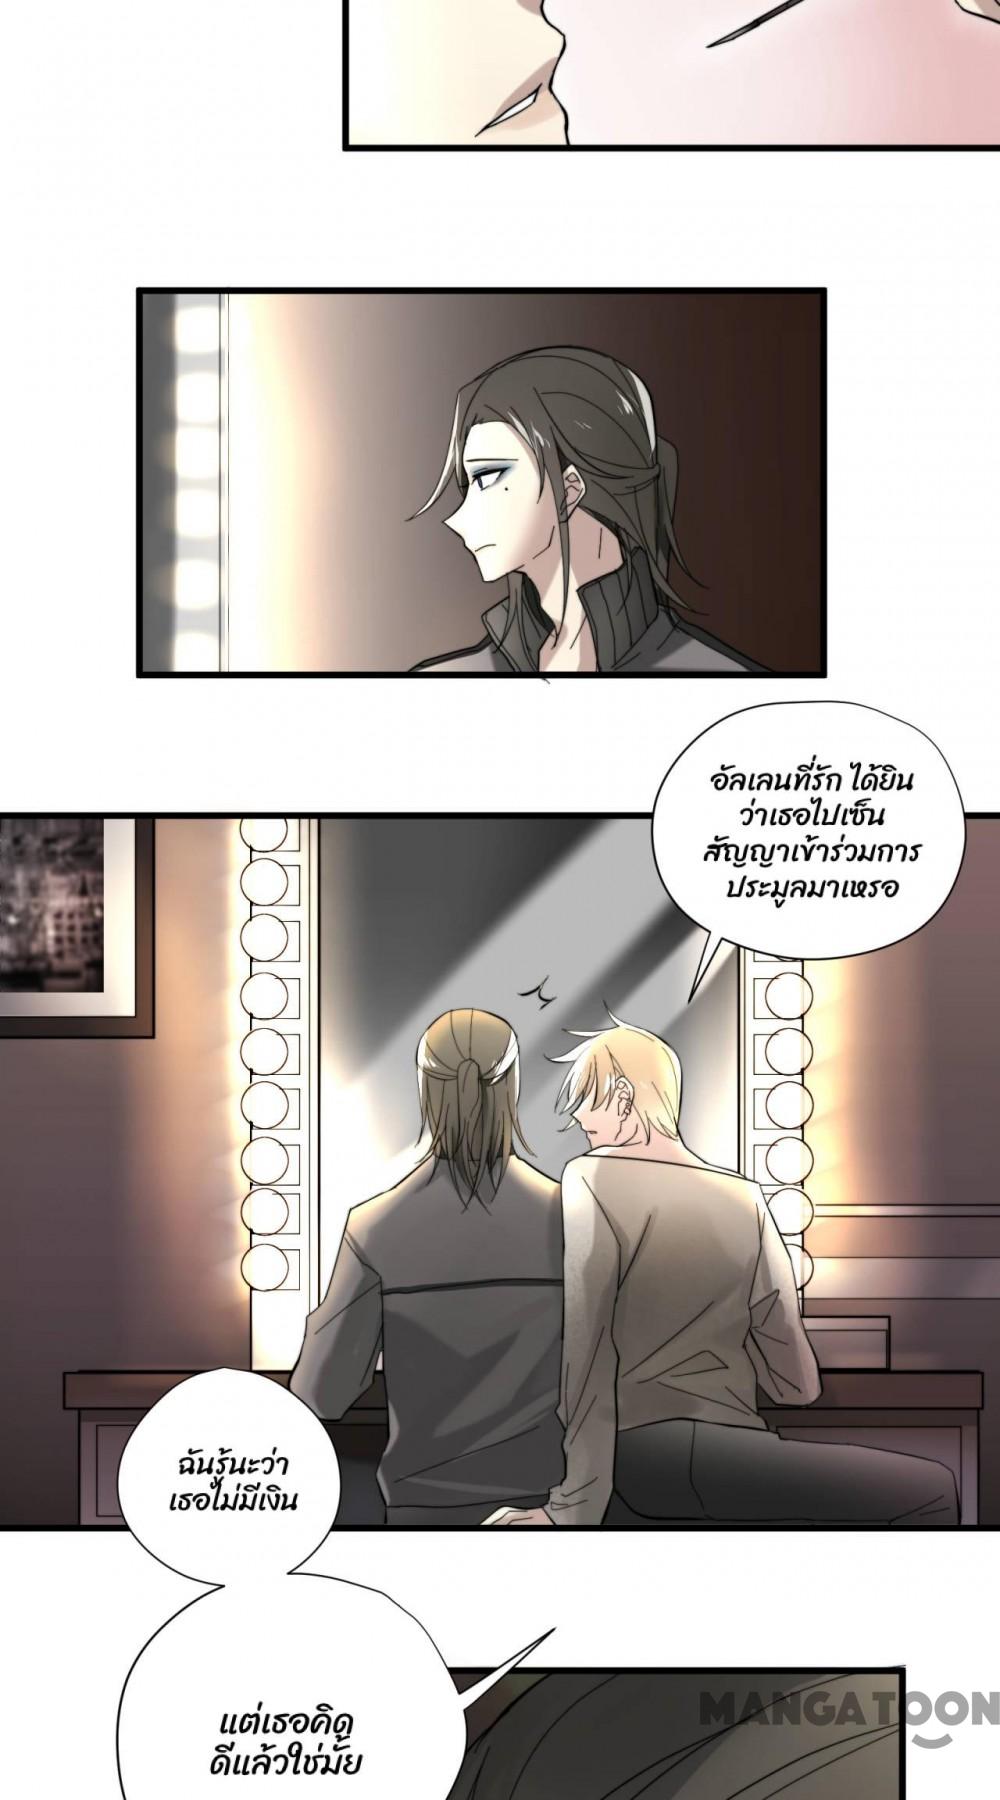 อัลเลนที่รัก ได้ยิน
ว่าเธอไปเซ็น
สัญญาเข้าร่วมการ
ประมูลมาเหรอ
ฉันรู้นะว่า
เธอไม่มีเงิน
แต่เธอคิด
ดีแล้วใช่มั้ย
MANGATOON